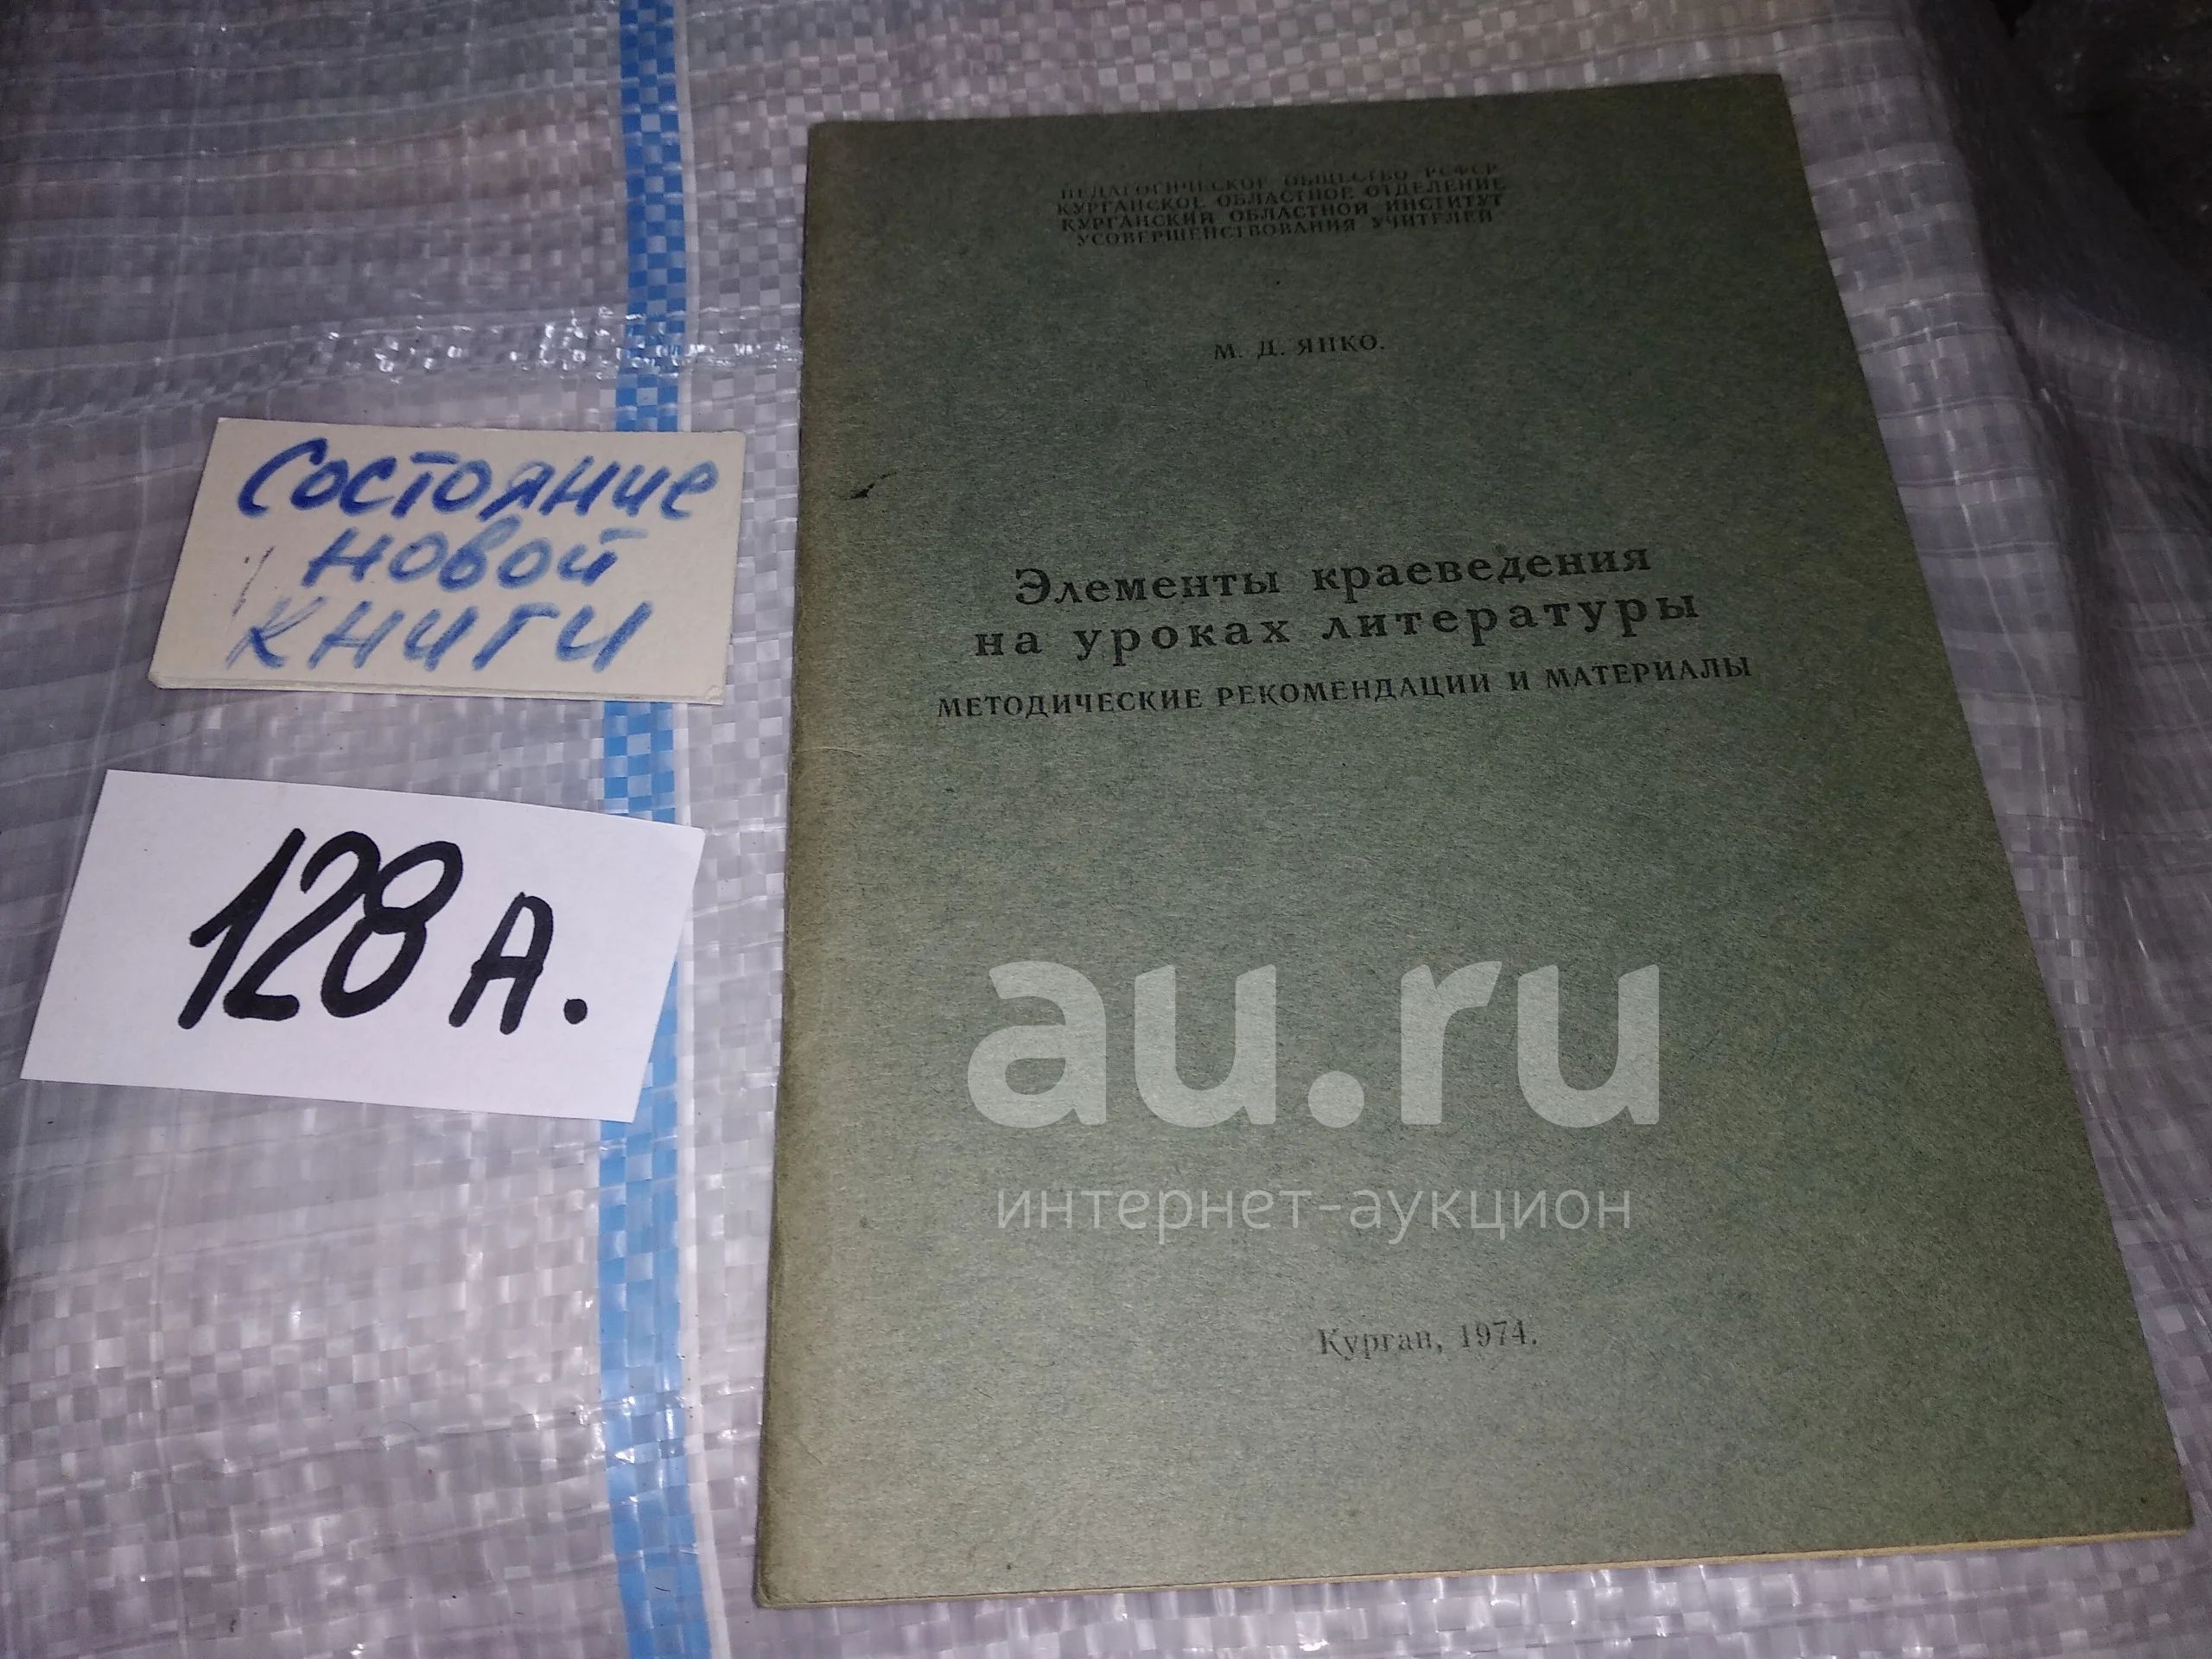 Состояние
новой
книги
128 А.
ПЕДАГОГИЧЕСКОЕ ОБЩЕСТВО РСФСР
КУРГАНСКОЕ ОБЛАСТНОЕ ОТДЕЛЕНИЕ
КУРГАНСКИЙ ОБЛАСТНОЙ ИНСТИТУТ
УСОВЕРШЕНСТВОВАНИЯ УЧИТЕЛЕЙ
М. Д. ЯНКО.
Элементы краеведения
на уроках литературы
МЕТОДИЧЕСКИЕ РЕКОМЕНДАЦИИ И МАТЕРИАЛЫ
au.ru
интернет-аукцион
Курган, 1974.